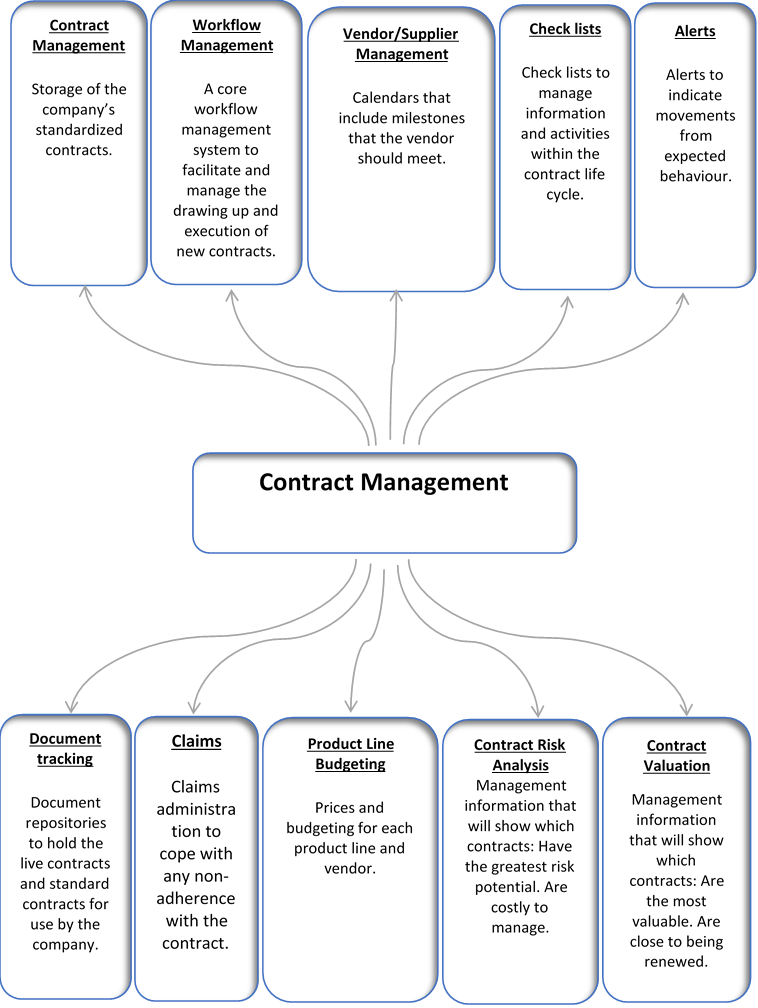 Contract
Management
Storage of the
company’s
standardized
contracts.
Workflow
Management
A core
workflow
management
system to
facilitate and
manage the
drawing up and
execution of
new contracts.
Vendor/Supplier
Management
Calendars that
include milestones
that the vendor
should meet.
Check lists
Check lists to
manage
information
and activities
within the
contract life
cycle.
Alerts
Alerts to
indicate
movements
from
expected
behaviour.
Contract Management
Document
tracking
Document
repositories
to hold the
live contracts
and standard
contracts for
use by the
company.
Claims
Claims
administra
tion to
cope with
any non-
adherence
with the
contract.
Product Line
Budgeting
Prices and
budgeting for each
product line and
vendor.
Contract Risk
Analysis
Management
information that
will show which
contracts: Have
the greatest risk
potential. Are
costly to
manage.
Contract
Valuation
Management
information
that will show
which
contracts: Are
the most
valuable. Are
close to being
renewed.